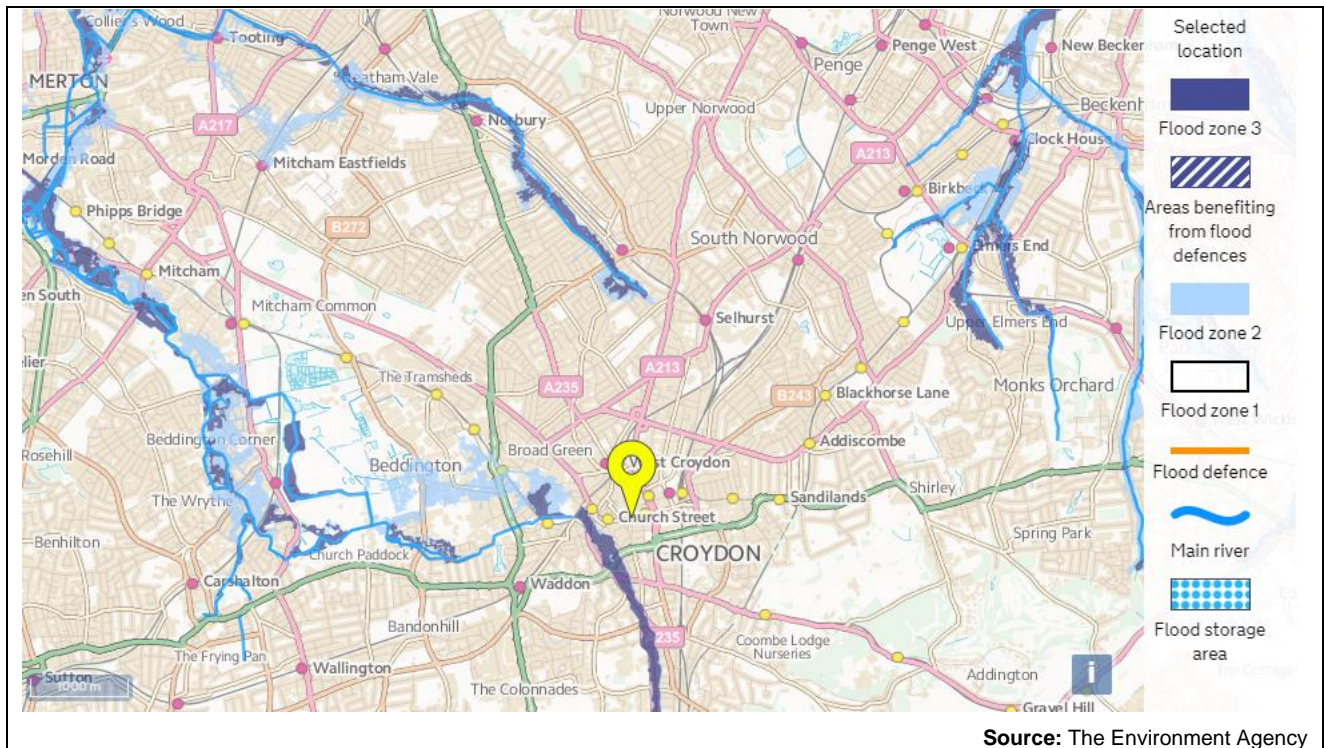 Norwood New
Town
Collier's Wood
Tooting
Penge West
New Beckenham
Penge
MERTON
Streatham Vale
Upper Norwood
Beckenham
A217
Norbury
Clock House
Morden Road
Mitcham Eastfields
A213
Birkbeck
Phipps Bridge
B272
South Norwood
Elmers End
Mitcham
Mitcham Common
Selhurst
Upper Elmers End
The Tramsheds
A213
A235
Monks Orchard
B243
Blackhorse Lane
Beddington Corner
Broad Green
Addiscombe
Rosehill
Beddington
West Croydon
The Wrythe
Sandilands
Shirley
Church Street
Benhilton
Church Paddock
CROYDON
Spring Park
Carshalton
Waddon
Bandonhill
235
Coombe Lodge
Nurseries
The Frying Pan
Wallington
Addington
Sutton
The Colonnades
1000 m
Gravel Hill
i
Selected
location
Flood zone 3
Areas benefiting
from flood
defences
Flood zone 2
Flood zone 1
Flood defence
Main river
Flood storage
area
Source: The Environment Agency